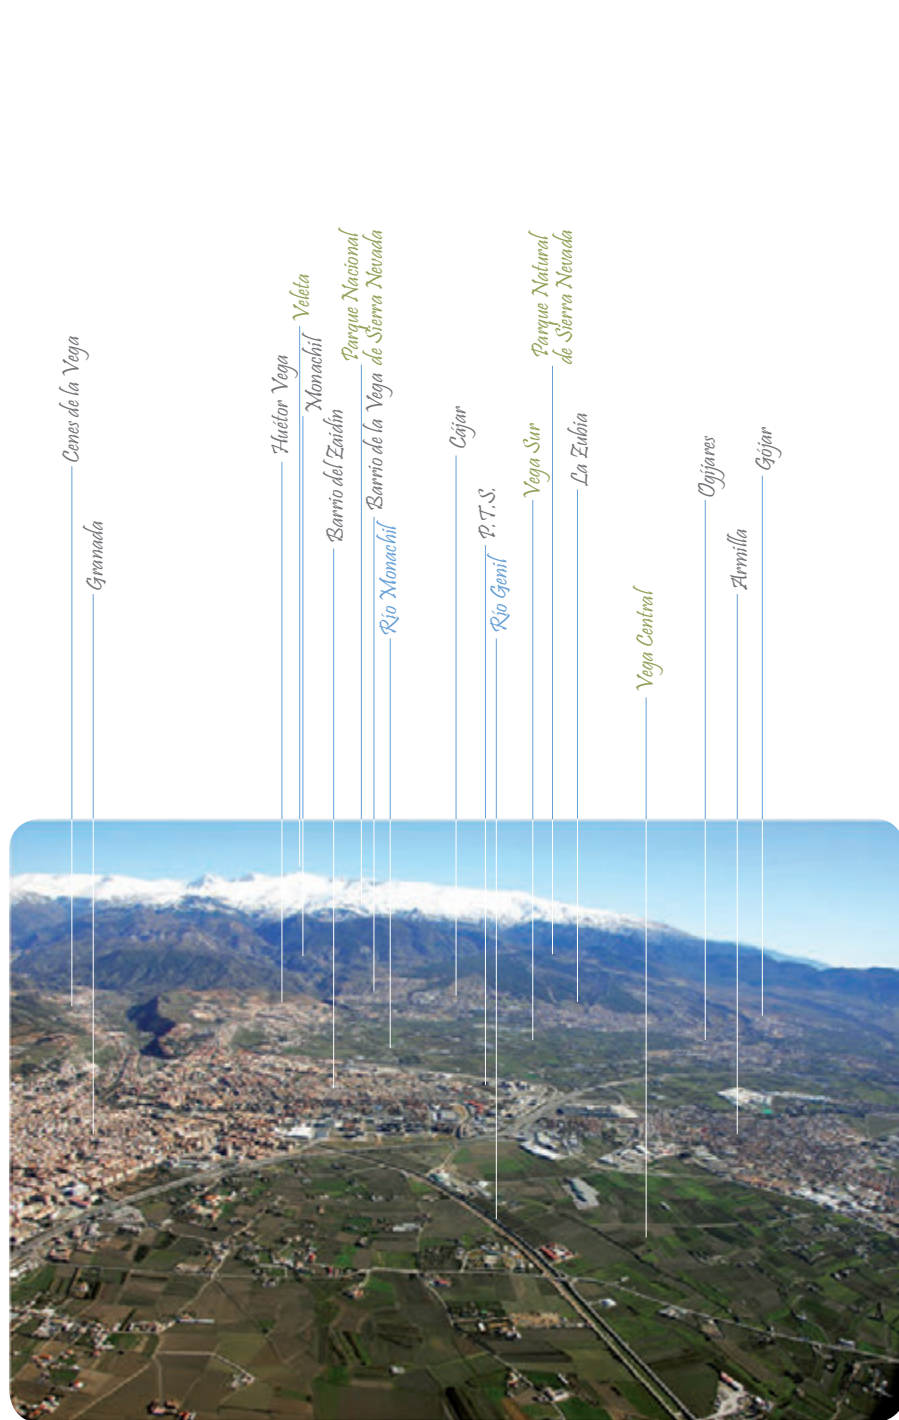 Cenes de la Vega
Granada
Huétor Vega
Veleta
Monachil
Barrio del Zaidín
Parque Nacional
de Sierra Nevada
Barrio de la Vega
Río Monachil
Cájar
P.T.S.
Río Genil
Vega Sur
Parque Natural
de Sierra Nevada
La Zubia
Vega Central
Ogíjares
Armilla
Gójar